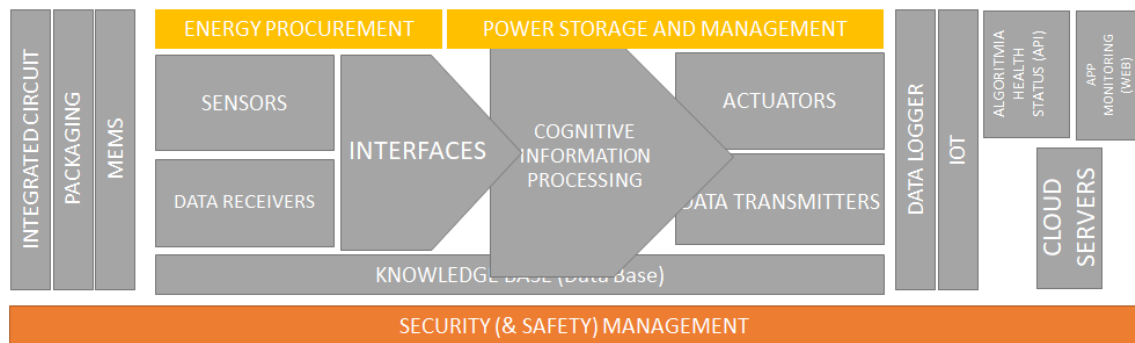 INTEGRATED CIRCUIT
PACKAGING
MEMS
ENERGY PROCUREMENT
POWER STORAGE AND MANAGEMENT
SENSORS
DATA RECEIVERS
INTERFACES
COGNITIVE
INFORMATION
PROCESSING
ACTUATORS
DATA TRANSMITTERS
KNOWLEDGE BASE (Data Base)
DATA LOGGER
IOT
ALGORITMIA
HEALTH
STATUS (API)
APP
MONITORING
(WEB)
CLOUD
SERVERS
SECURITY (& SAFETY) MANAGEMENT